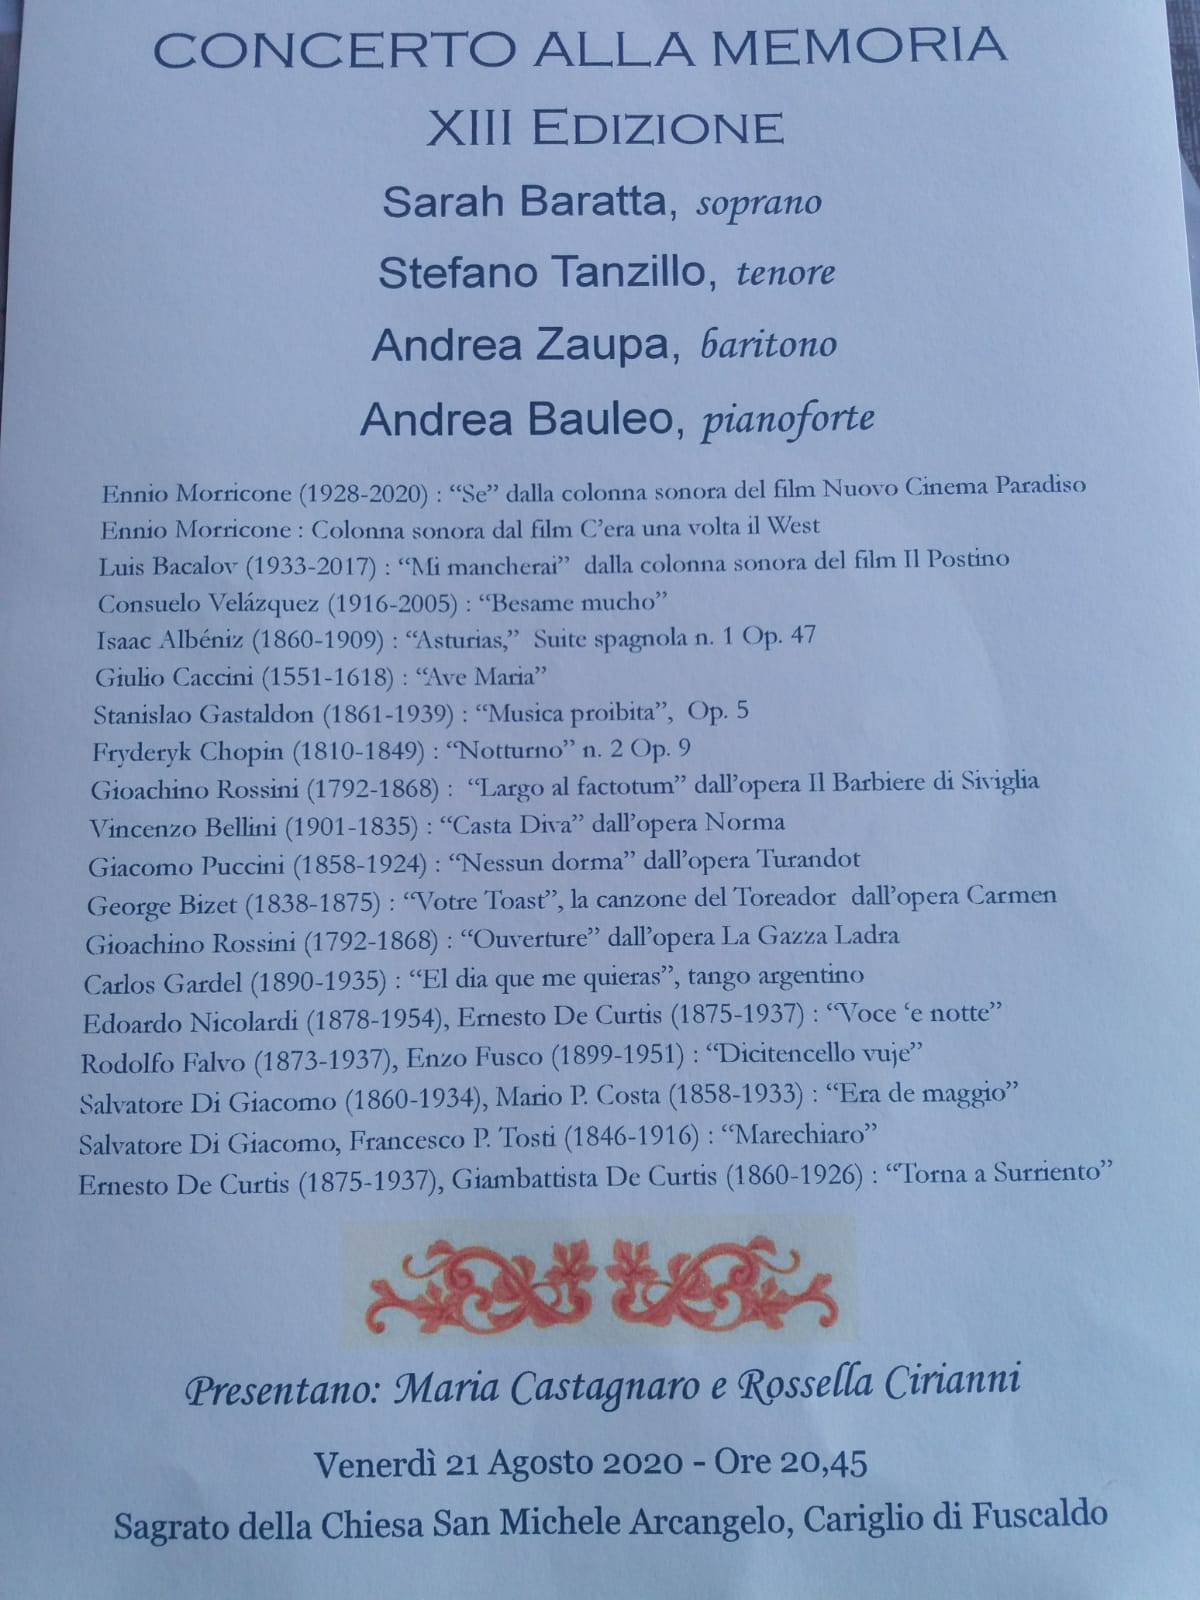 CONCERTO ALLA MEMORIA
XIII EDIZIONE
Sarah Baratta, soprano
Stefano Tanzillo, tenore
Andrea Zaupa, baritono
Andrea Bauleo, pianoforte
Ennio Morricone (1928-2020) : “Se” dalla colonna sonora del film Nuovo Cinema Paradiso
Ennio Morricone : Colonna sonora dal film C’era una volta il West
Luis Bacalov (1933-2017) : “Mi mancherai” dalla colonna sonora del film Il Postino
Consuelo Velázquez (1916-2005) : “Besame mucho”
Isaac Albéniz (1860-1909) : “Asturias,” Suite spagnola n. 1 Op. 47
Giulio Caccini (1551-1618) : “Ave Maria”
Stanislao Gastaldon (1861-1939) : “Musica proibita”, Op. 5
Fryderyk Chopin (1810-1849) : “Notturno” n. 2 Op. 9
Gioachino Rossini (1792-1868) : “Largo al factotum” dall’opera Il Barbiere di Siviglia
Vincenzo Bellini (1901-1835) : “Casta Diva” dall’opera Norma
Giacomo Puccini (1858-1924) : “Nessun dorma” dall’opera Turandot
George Bizet (1838-1875) : “Votre Toast”, la canzone del Toreador dall’opera Carmen
Gioachino Rossini (1792-1868) : “Ouverture” dall’opera La Gazza Ladra
Carlos Gardel (1890-1935) : “El dia que me quieras”, tango argentino
Edoardo Nicolardi (1878-1954), Ernesto De Curtis (1875-1937) : “Voce ‘e notte”
Rodolfo Falvo (1873-1937), Enzo Fusco (1899-1951) : “Dicitencello vuje”
Salvatore Di Giacomo (1860-1934), Mario P. Costa (1858-1933) : “Era de maggio”
Salvatore Di Giacomo, Francesco P. Tosti (1846-1916) : “Marechiaro”
Ernesto De Curtis (1875-1937), Giambattista De Curtis (1860-1926) : “Torna a Surriento”
Presentano: Maria Castagnaro e Rossella Cirianni
Venerdì 21 Agosto 2020 - Ore 20,45
Sagrato della Chiesa San Michele Arcangelo, Cariglio di Fuscaldo